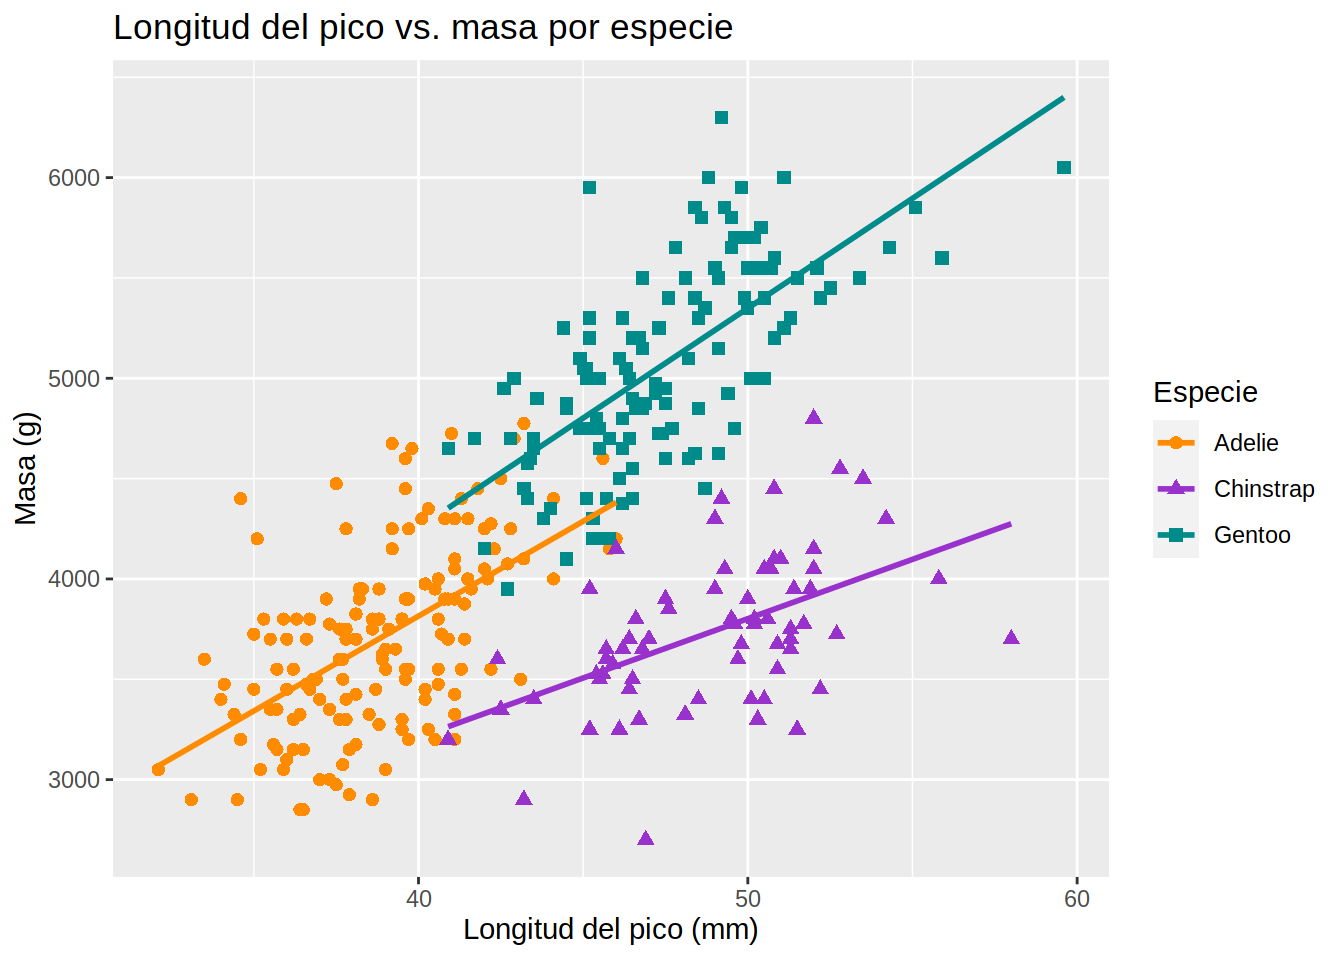 Longitud del pico vs. masa por especie
Masa (g)
6000
5000
4000
3000
40
50
60
Longitud del pico (mm)
Especie
Adelie
Chinstrap
Gentoo